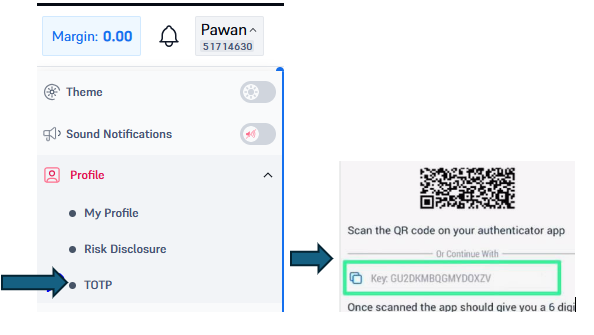 Margin: 0.00
Pawan
51714630
Theme
Sound Notifications
Profile
My Profile
Risk Disclosure
TOTP
Scan the QR code on your authenticator app
Or Continue With
Key: GU2DKMBQGMYDOXZV
Once scanned the app should give you a 6 digi